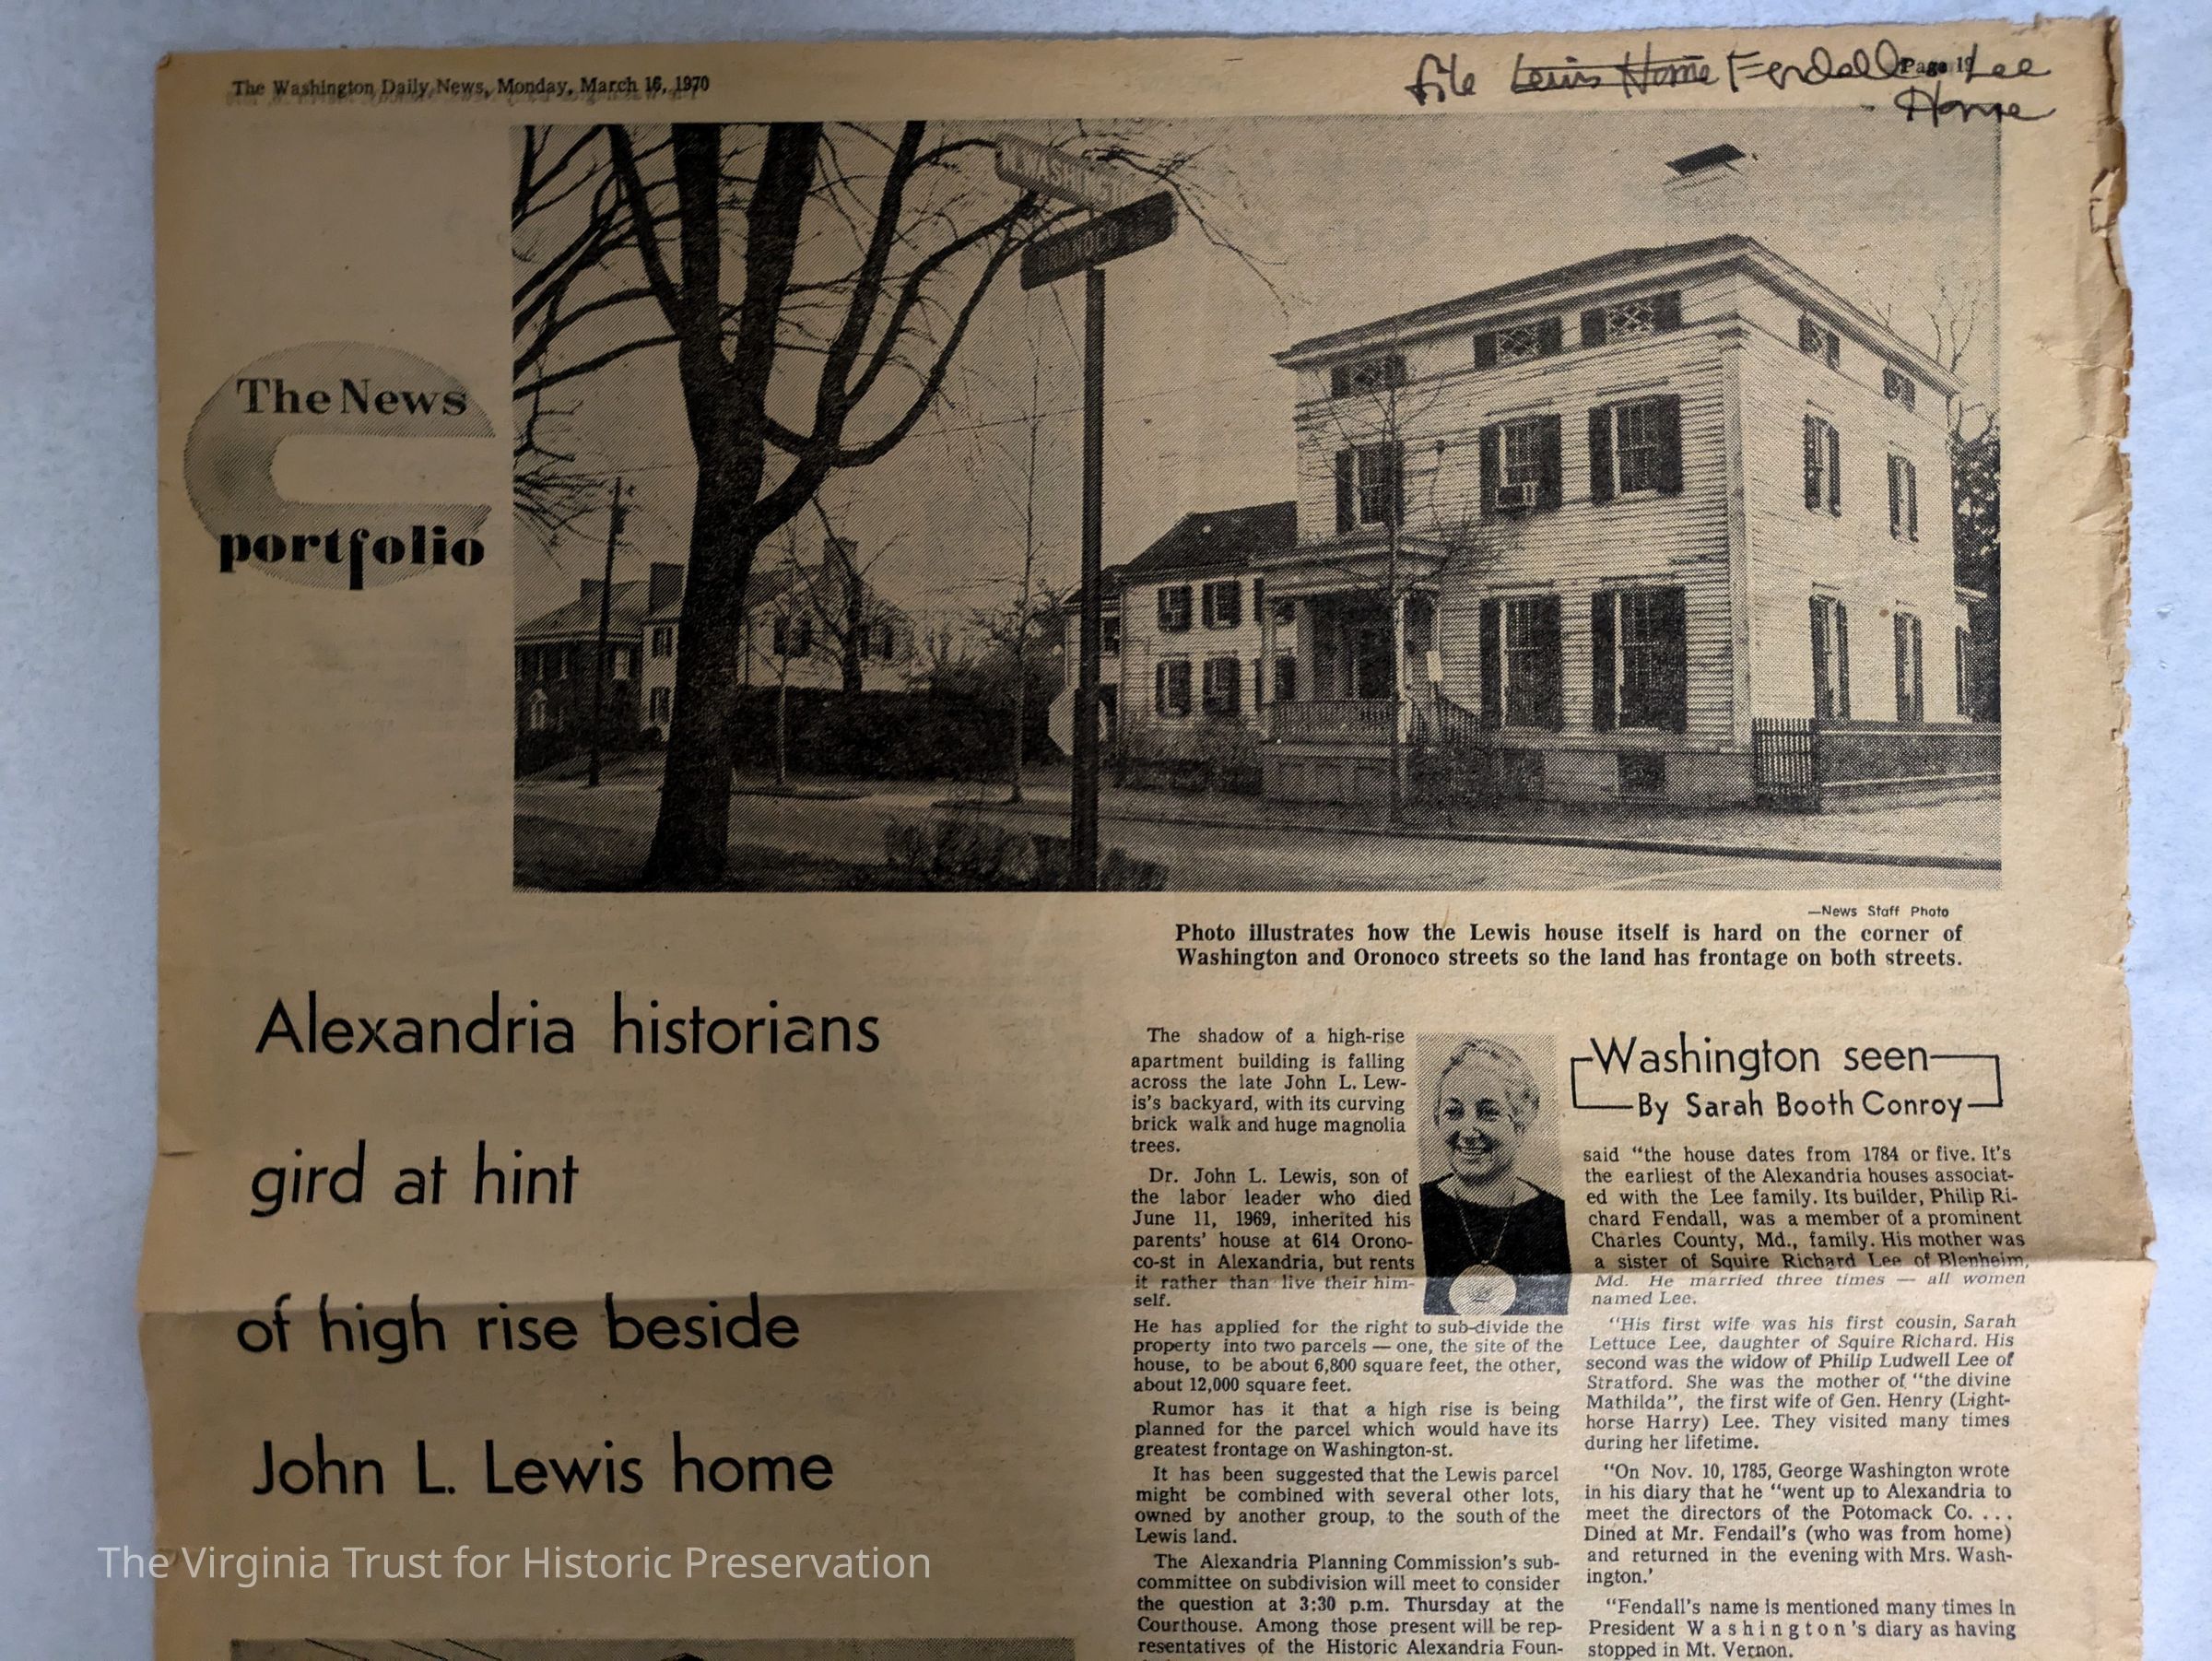 The Washington Daily News, Monday, March 16, 1970
File Lewis Home Fendall Lee
Home
Page 19
WASHINGTON
ORONOCO
The News
portfolio
—News Staff Photo
Photo illustrates how the Lewis house itself is hard on the corner of
Washington and Oronoco streets so the land has frontage on both streets.
Alexandria historians
gird at hint
of high rise beside
John L. Lewis home
The shadow of a high-rise
apartment building is falling
across the late John L. Lew-
is's backyard, with its curving
brick walk and huge magnolia
trees.
Dr. John L. Lewis, son of
the labor leader who died
June 11, 1969, inherited his
parents' house at 614 Orono-
co-st in Alexandria, but rents
it rather than live their him-
self.
He has applied for the right to sub-divide the
property into two parcels — one, the site of the
house, to be about 6,800 square feet, the other,
about 12,000 square feet.
Rumor has it that a high rise is being
planned for the parcel which would have its
greatest frontage on Washington-st.
It has been suggested that the Lewis parcel
might be combined with several other lots,
owned by another group, to the south of the
Lewis land.
The Alexandria Planning Commission's sub-
committee on subdivision will meet to consider
the question at 3:30 p.m. Thursday at the
Courthouse. Among those present will be rep-
resentatives of the Historic Alexandria Foun-
Washington seen
By Sarah Booth Conroy
said "the house dates from 1784 or five. It's
the earliest of the Alexandria houses associat-
ed with the Lee family. Its builder, Philip Ri-
chard Fendall, was a member of a prominent
Charles County, Md., family. His mother was
a sister of Squire Richard Lee of Blenheim,
Md. He married three times — all women
named Lee.
"His first wife was his first cousin, Sarah
Lettuce Lee, daughter of Squire Richard. His
second was the widow of Philip Ludwell Lee of
Stratford. She was the mother of "the divine
Mathilda", the first wife of Gen. Henry (Light-
horse Harry) Lee. They visited many times
during her lifetime.
"On Nov. 10, 1785, George Washington wrote
in his diary that he "went up to Alexandria to
meet the directors of the Potomack Co. . . .
Dined at Mr. Fendall's (who was from home)
and returned in the evening with Mrs. Wash-
ington.'
"Fendall's name is mentioned many times in
President Washington's diary as having
stopped in Mt. Vernon.
The Virginia Trust for Historic Preservation